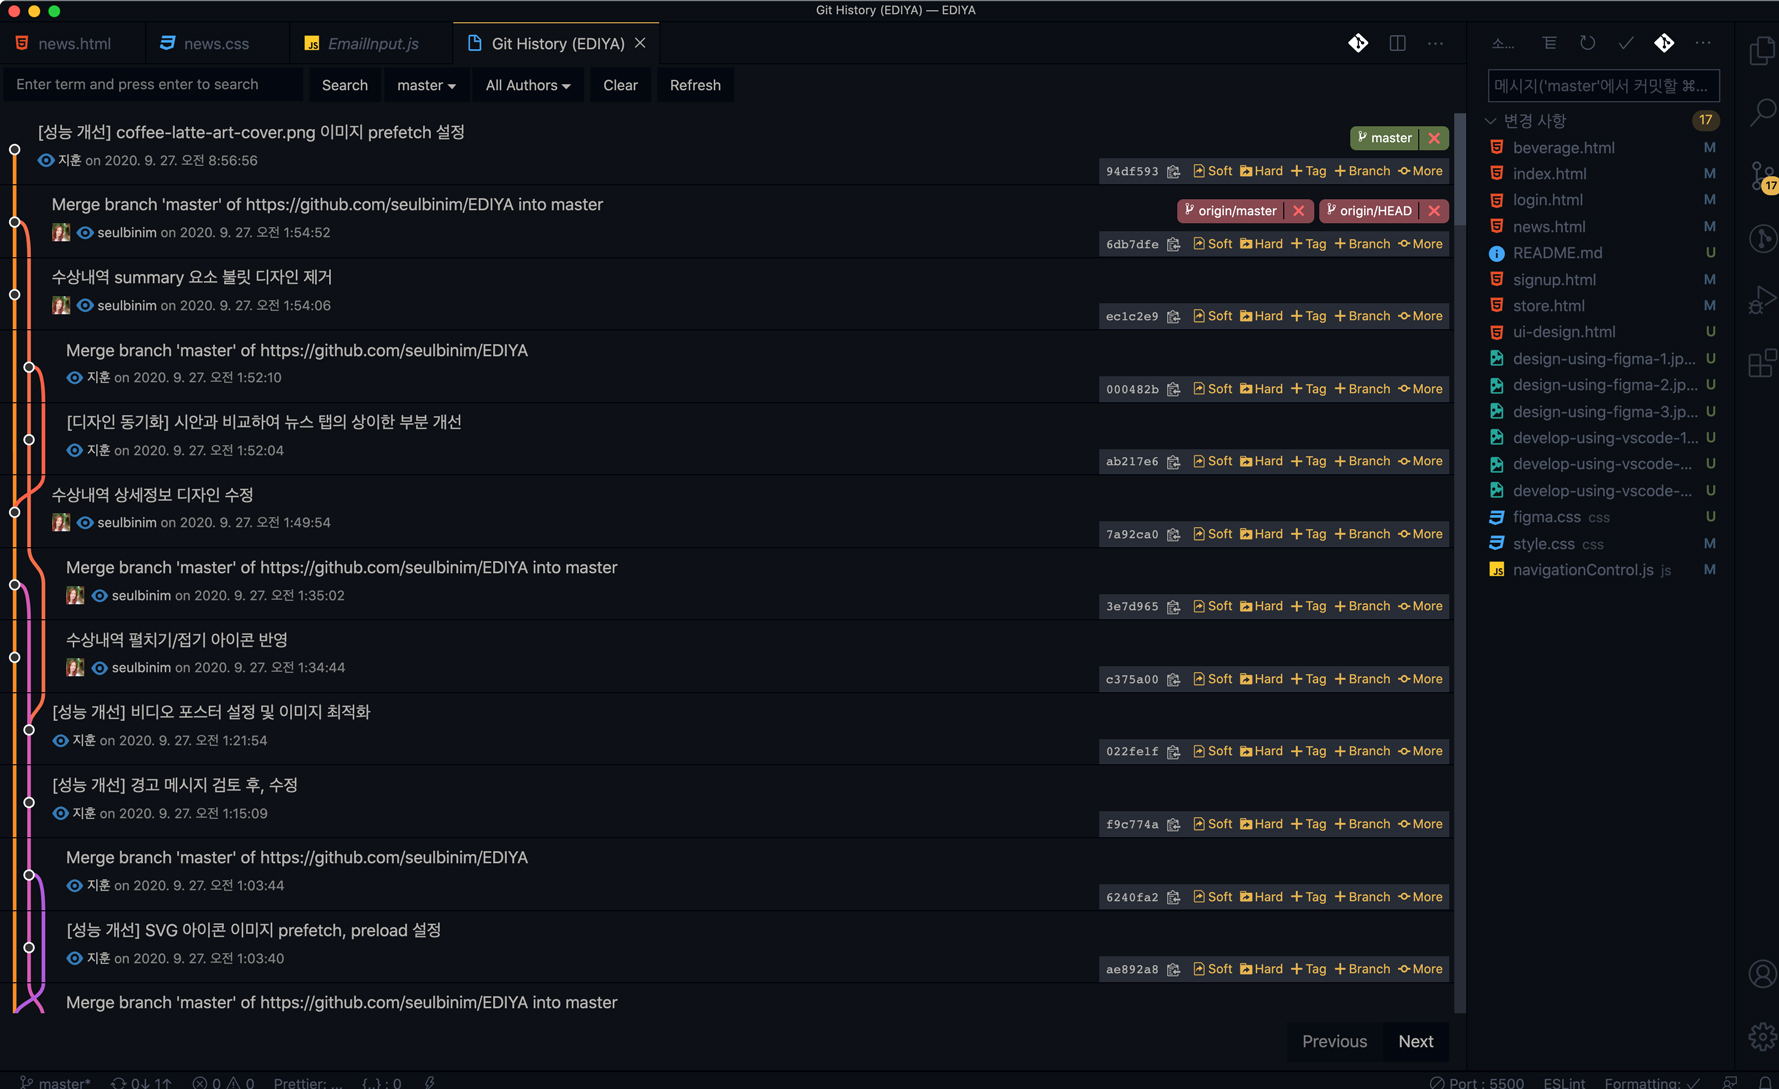 Git History (EDIYA) — EDIYA
news.html
news.css
EmailInput.js
Git History (EDIYA)
소...
Enter term and press enter to search
Search
master
All Authors
Clear
Refresh
메시지('master'에서 커밋할 ⌘...
[성능 개선] coffee-latte-art-cover.png 이미지 prefetch 설정
master
지훈 on 2020. 9. 27. 오전 8:56:56
94df593 Soft Hard +Tag +Branch More
Merge branch 'master' of https://github.com/seulbinim/EDIYA into master
origin/master
origin/HEAD
seulbinim on 2020. 9. 27. 오전 1:54:52
6db7dfe Soft Hard +Tag +Branch More
수상내역 summary 요소 불릿 디자인 제거
seulbinim on 2020. 9. 27. 오전 1:54:06
ec1c2e9 Soft Hard +Tag +Branch More
Merge branch 'master' of https://github.com/seulbinim/EDIYA
지훈 on 2020. 9. 27. 오전 1:52:10
000482b Soft Hard +Tag +Branch More
[디자인 동기화] 시안과 비교하여 뉴스 탭의 상이한 부분 개선
지훈 on 2020. 9. 27. 오전 1:52:04
ab217e6 Soft Hard +Tag +Branch More
수상내역 상세정보 디자인 수정
seulbinim on 2020. 9. 27. 오전 1:49:54
7a92ca0 Soft Hard +Tag +Branch More
Merge branch 'master' of https://github.com/seulbinim/EDIYA into master
seulbinim on 2020. 9. 27. 오전 1:35:02
3e7d965 Soft Hard +Tag +Branch More
수상내역 펼치기/접기 아이콘 반영
seulbinim on 2020. 9. 27. 오전 1:34:44
c375a00 Soft Hard +Tag +Branch More
[성능 개선] 비디오 포스터 설정 및 이미지 최적화
지훈 on 2020. 9. 27. 오전 1:21:54
022fe1f Soft Hard +Tag +Branch More
[성능 개선] 경고 메시지 검토 후, 수정
지훈 on 2020. 9. 27. 오전 1:15:09
f9c774a Soft Hard +Tag +Branch More
Merge branch 'master' of https://github.com/seulbinim/EDIYA
지훈 on 2020. 9. 27. 오전 1:03:44
6240fa2 Soft Hard +Tag +Branch More
[성능 개선] SVG 아이콘 이미지 prefetch, preload 설정
지훈 on 2020. 9. 27. 오전 1:03:40
ae892a8 Soft Hard +Tag +Branch More
Merge branch 'master' of https://github.com/seulbinim/EDIYA into master
Previous
Next
변경 사항 17
beverage.html M
index.html M
login.html M
news.html M
README.md U
signup.html M
store.html M
ui-design.html U
design-using-figma-1.jp... U
design-using-figma-2.jp... U
design-using-figma-3.jp... U
develop-using-vscode-1... U
develop-using-vscode-... U
develop-using-vscode-... U
figma.css css U
style.css css M
navigationControl.js js M
17
master* 0↓ 1↑ 0 0 Prettier: ... {..} : 0
Port : 5500 ESLint Formatting: ✓